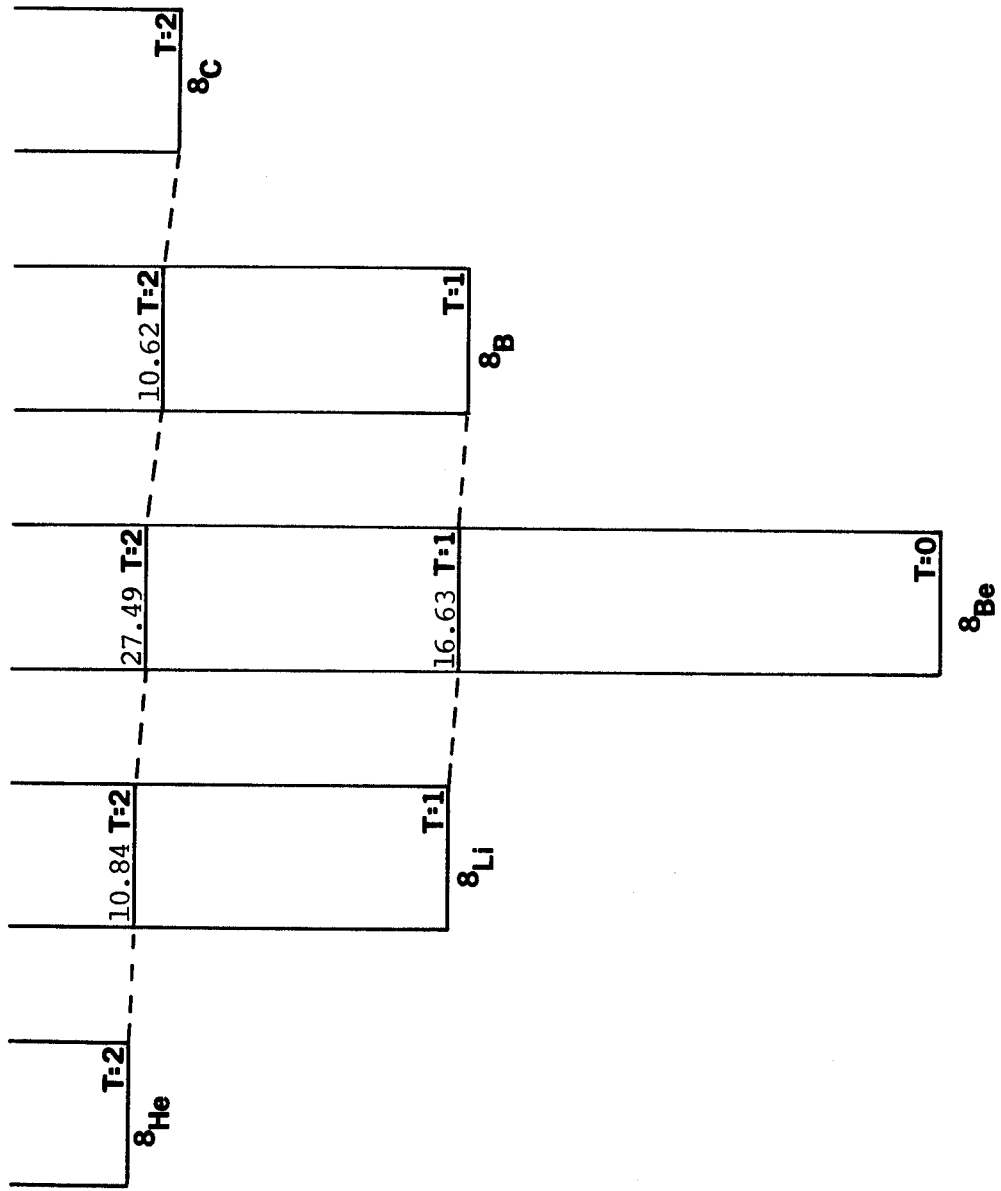 T=2
⁸C
10.62 T=2
T=1
⁸B
27.49 T=2
16.63 T=1
T=0
⁸Be
10.84 T=2
T=1
⁸Li
T=2
⁸He